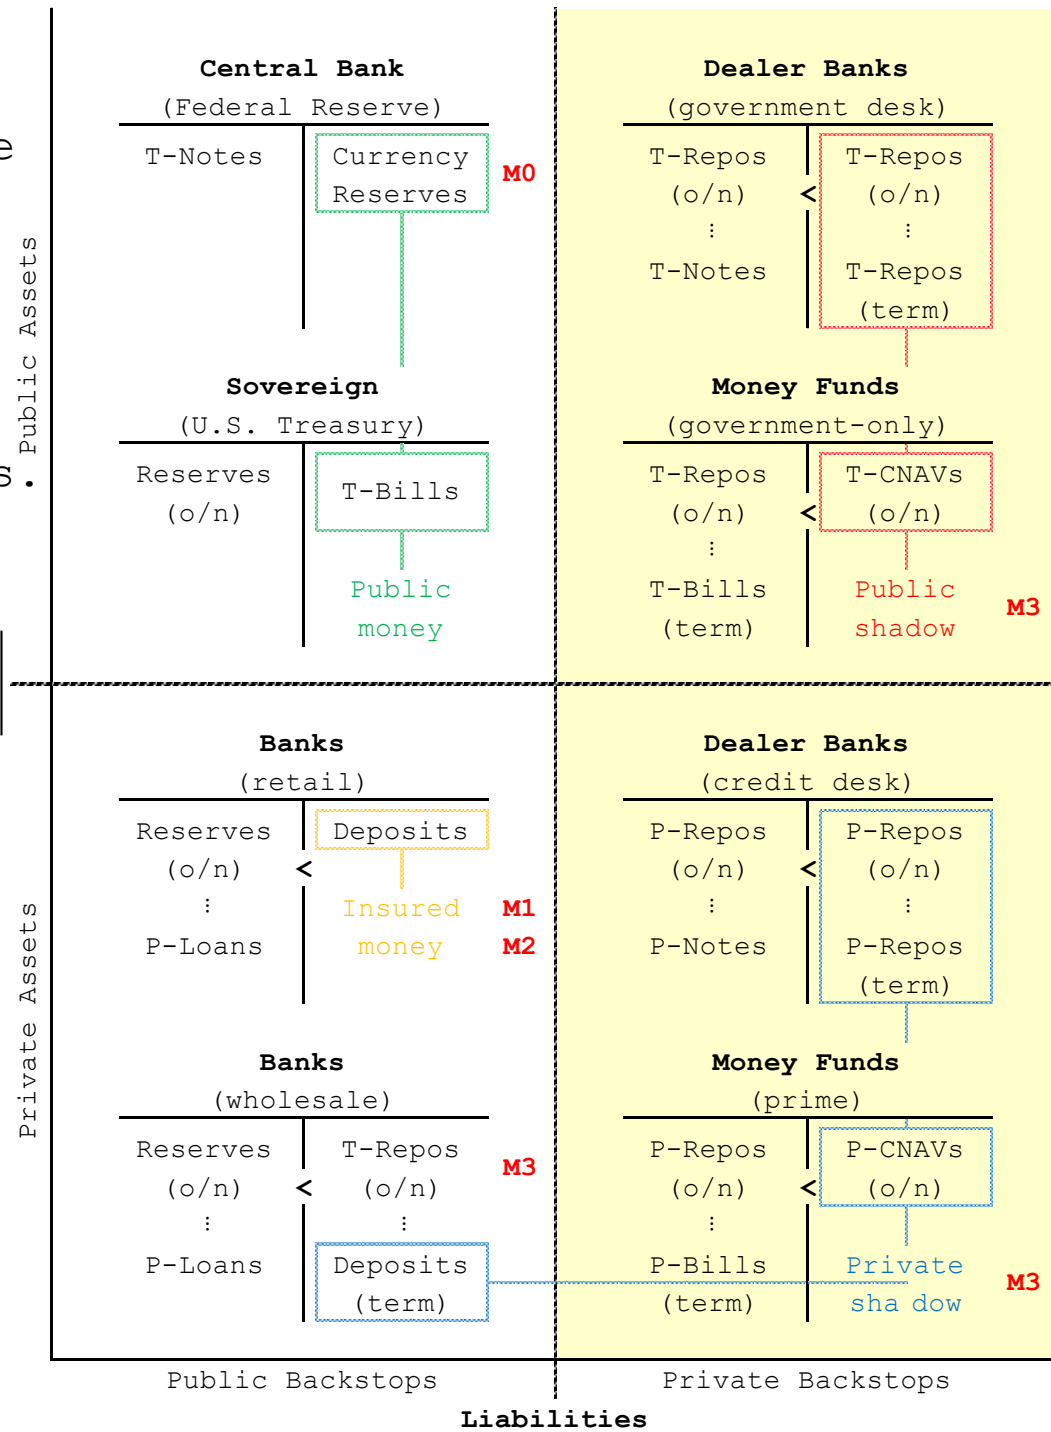 Central Bank
(Federal Reserve)
T-Notes
Currency
Reserves
M0
Dealer Banks
(government desk)
T-Repos
(o/n)
⋮
T-Notes
<
T-Repos
(o/n)
⋮
T-Repos
(term)
e
Public Assets
s.
Sovereign
(U.S. Treasury)
Reserves
(o/n)
T-Bills
Public
money
Money Funds
(government-only)
T-Repos
(o/n)
⋮
T-Bills
(term)
<
T-CNAVs
(o/n)
Public
shadow
M3
Banks
(retail)
Reserves
(o/n)
⋮
P-Loans
<
Deposits
Insured
money
M1
M2
Dealer Banks
(credit desk)
P-Repos
(o/n)
⋮
P-Notes
<
P-Repos
(o/n)
⋮
P-Repos
(term)
Private Assets
Banks
(wholesale)
Reserves
(o/n)
⋮
P-Loans
<
T-Repos
(o/n)
⋮
Deposits
(term)
M3
Money Funds
(prime)
P-Repos
(o/n)
⋮
P-Bills
(term)
<
P-CNAVs
(o/n)
Private
sha dow
M3
Public Backstops
Private Backstops
Liabilities